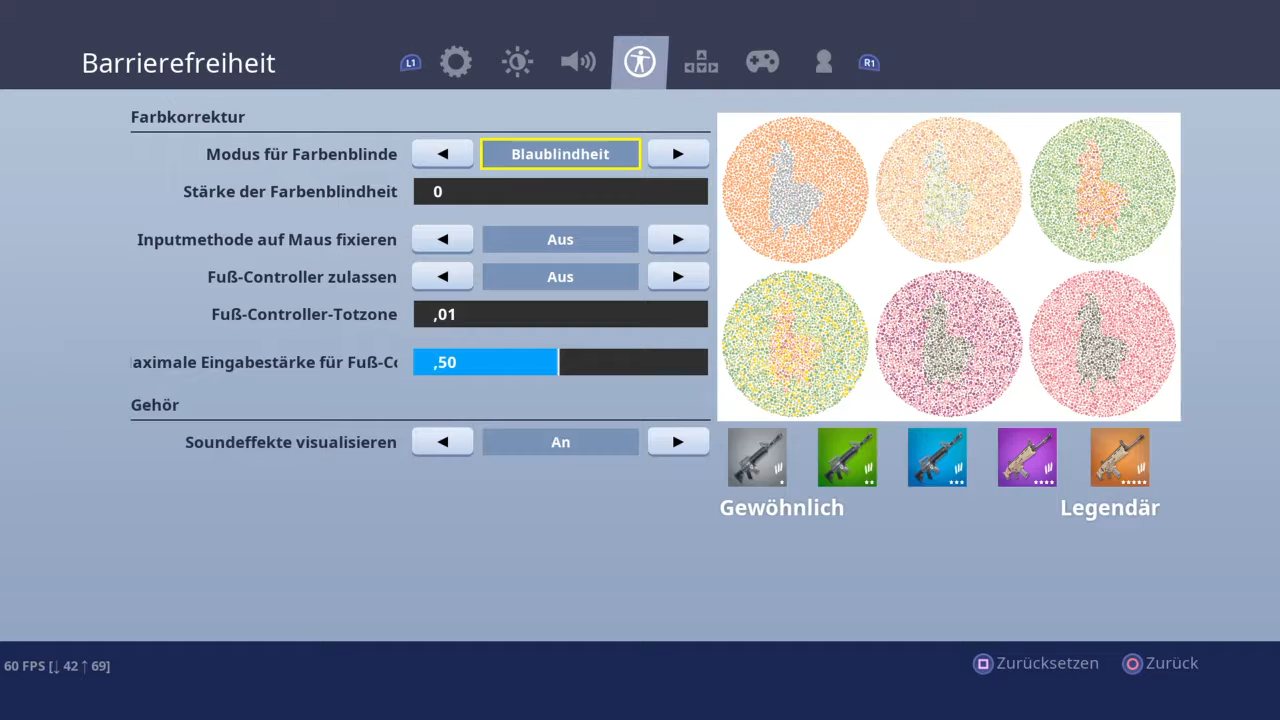 Barrierefreiheit
L1
R1
Farbkorrektur
Modus für Farbenblinde
Blaublindheit
Stärke der Farbenblindheit
0
Inputmethode auf Maus fixieren
Aus
Fuß-Controller zulassen
Aus
Fuß-Controller-Totzone
,01
aximale Eingabestärke für Fuß-Co
,50
Gehör
Soundeffekte visualisieren
An
Gewöhnlich
Legendär
60 FPS [↓ 42 ↑ 69]
Zurücksetzen
Zurück